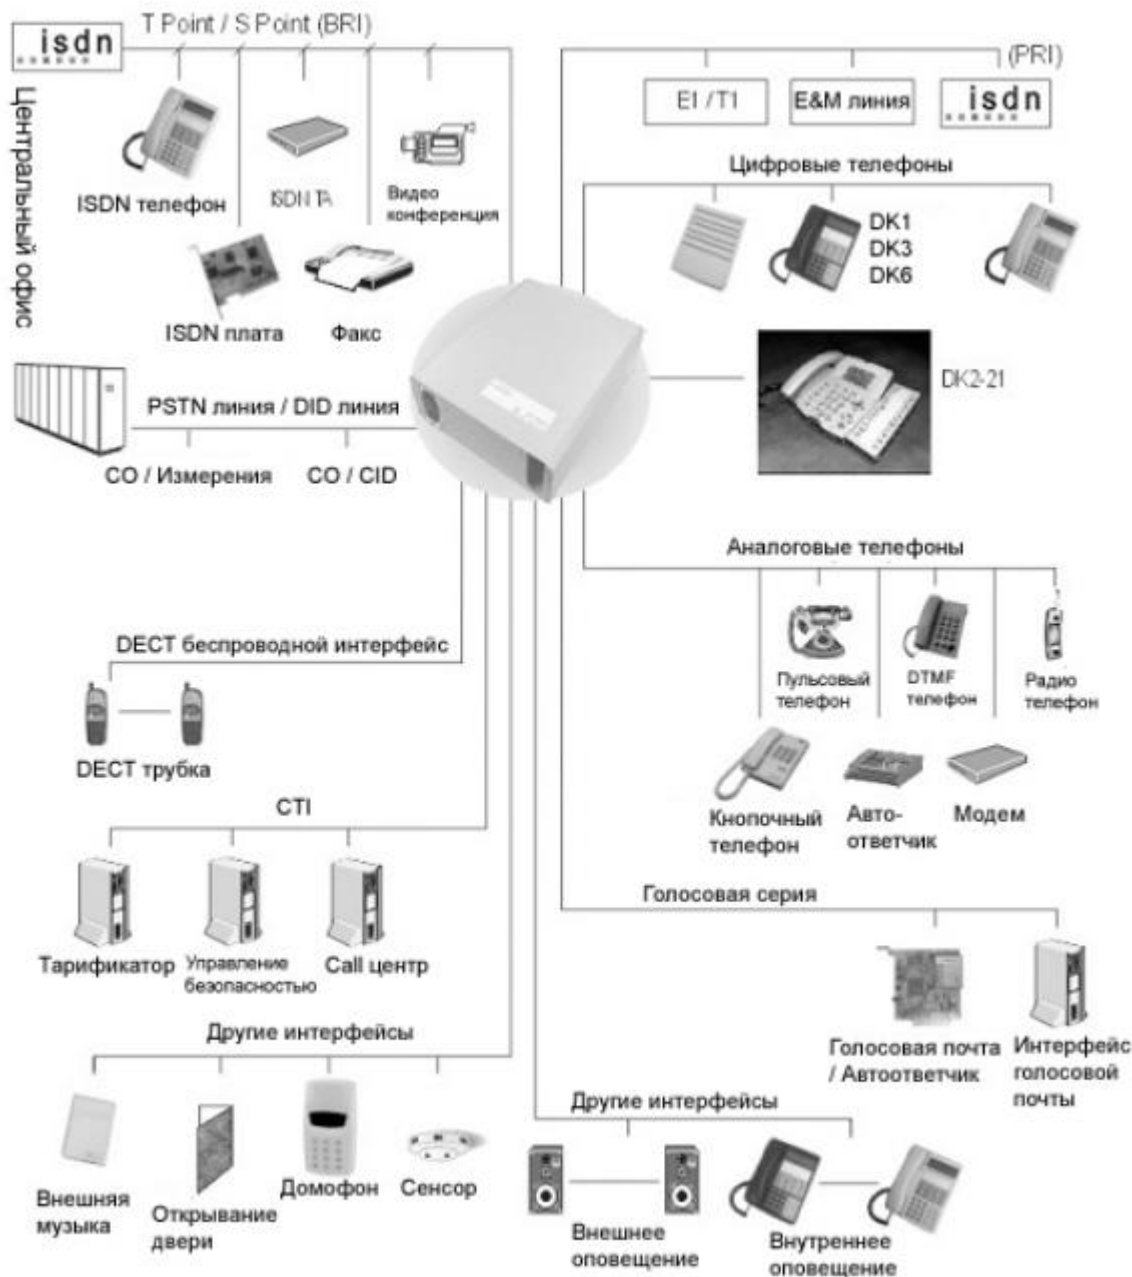 isdn
T Point / S Point (BRI)
Центральный офис
ISDN телефон
ISDN TA
Видео
конференция
ISDN плата
Факс
PSTN линия / DID линия
CO / Измерения
CO / CID
(PRI)
E1 / T1
E&M линия
isdn
Цифровые телефоны
DK1
DK3
DK6
DK2-21
Аналоговые телефоны
Пульсовый
телефон
DTMF
телефон
Радио
телефон
Кнопочный
телефон
Авто-
ответчик
Модем
DECT беспроводной интерфейс
DECT трубка
CTI
Тарификатор
Управление
безопасностью
Call центр
Голосовая серия
Голосовая почта
/ Автоответчик
Интерфейс
голосовой
почты
Другие интерфейсы
Внешняя
музыка
Открывание
двери
Домофон
Сенсор
Другие интерфейсы
Внешнее
оповещение
Внутреннее
оповещение